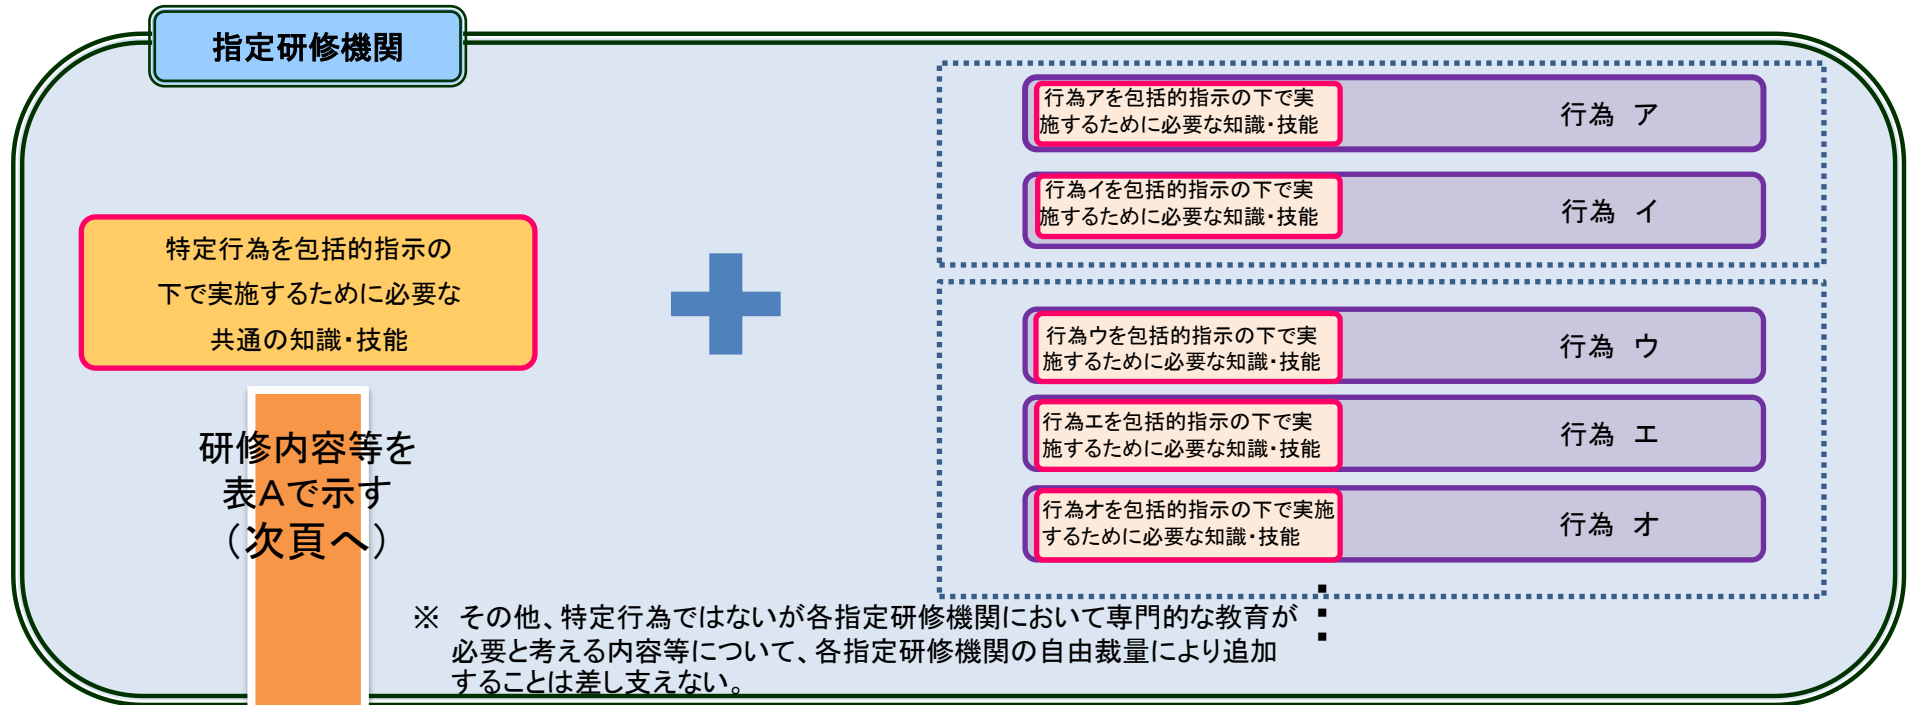 指定研修機関
特定行為を包括的指示の
下で実施するために必要な
共通の知識・技能
研修内容等を
表Aで示す
（次頁へ）
行為アを包括的指示の下で実
施するために必要な知識・技能
行為 ア
行為イを包括的指示の下で実
施するために必要な知識・技能
行為 イ
行為ウを包括的指示の下で実
施するために必要な知識・技能
行為 ウ
行為エを包括的指示の下で実
施するために必要な知識・技能
行為 エ
行為オを包括的指示の下で実施
するために必要な知識・技能
行為 オ
※ その他、特定行為ではないが各指定研修機関において専門的な教育が
必要と考える内容等について、各指定研修機関の自由裁量により追加
することは差し支えない。